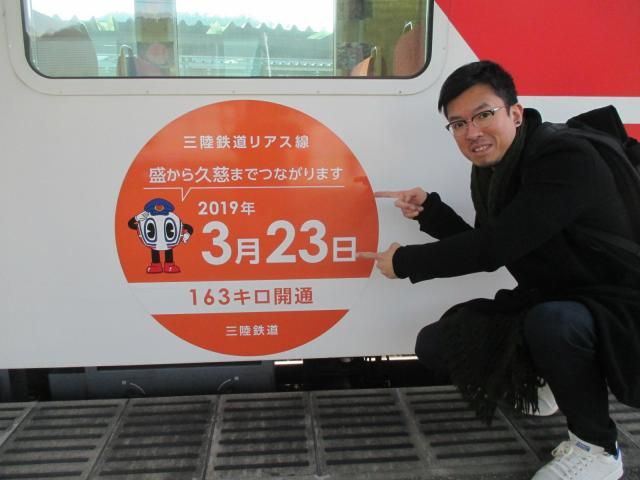 三陸鉄道リアス線
盛から久慈までつながります
2019年
3月23日
163キロ開通
三陸鉄道